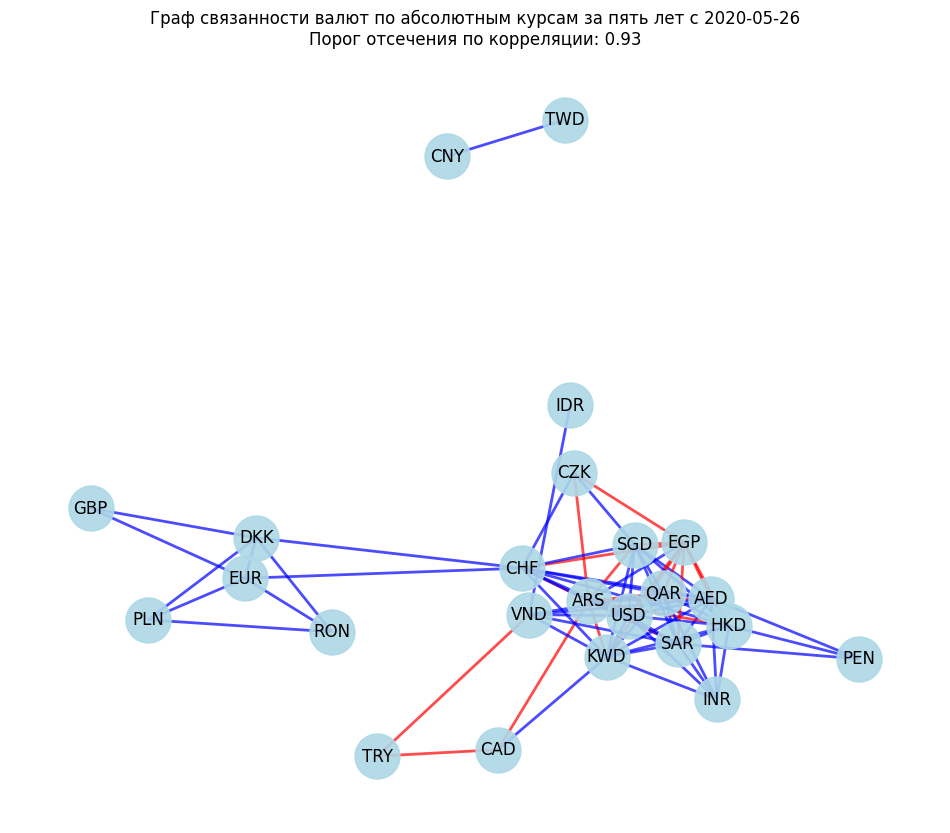 Граф связанности валют по абсолютным курсам за пять лет с 2020-05-26
Порог отсечения по корреляции: 0.93
TWD
CNY
IDR
CZK
GBP
DKK
SGD
EGP
CHF
EUR
QAR
AED
ARS
VND
USD
HKD
PLN
RON
SAR
KWD
PEN
INR
CAD
TRY